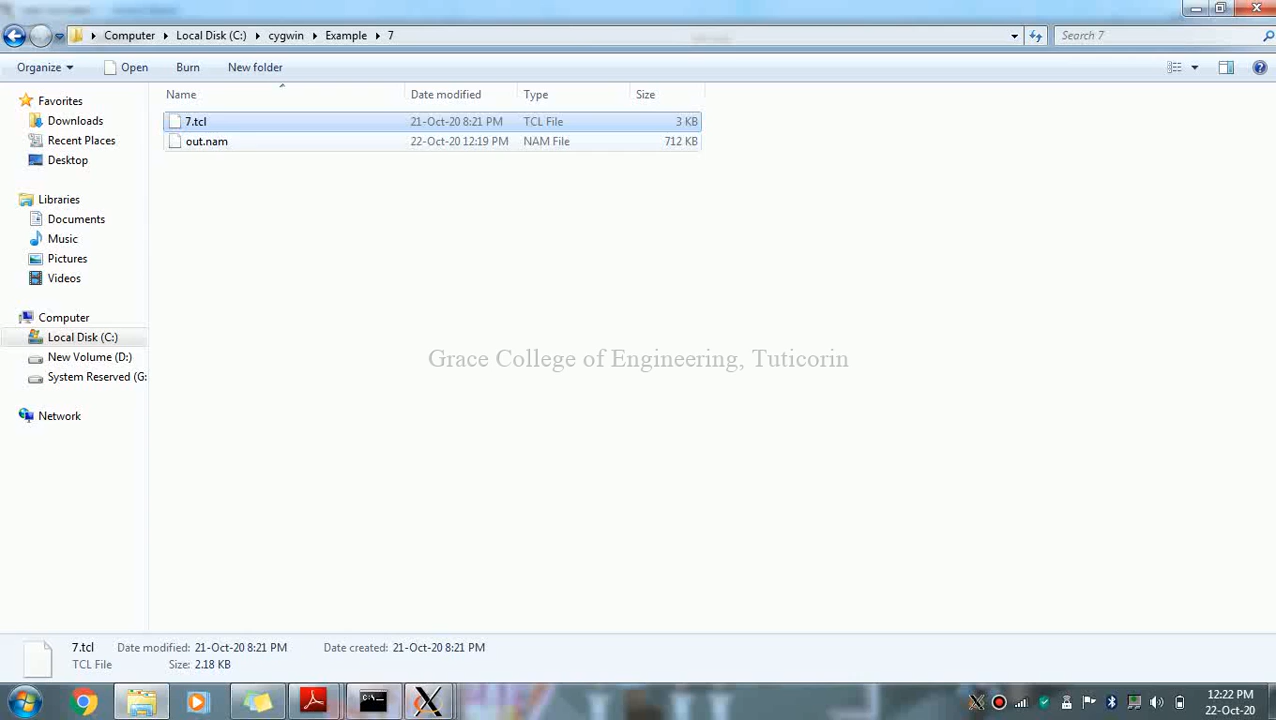 Computer Local Disk (C:) cygwin Example 7
Search 7
Organize Open Burn New folder
Name Date modified Type Size
Favorites
Downloads
Recent Places
Desktop
Libraries
Documents
Music
Pictures
Videos
Computer
Local Disk (C:)
New Volume (D:)
System Reserved (G:
Network
7.tcl 21-Oct-20 8:21 PM TCL File 3 KB
out.nam 22-Oct-20 12:19 PM NAM File 712 KB
Grace College of Engineering, Tuticorin
7.tcl Date modified: 21-Oct-20 8:21 PM Date created: 21-Oct-20 8:21 PM
TCL File Size: 2.18 KB
12:22 PM
22-Oct-20